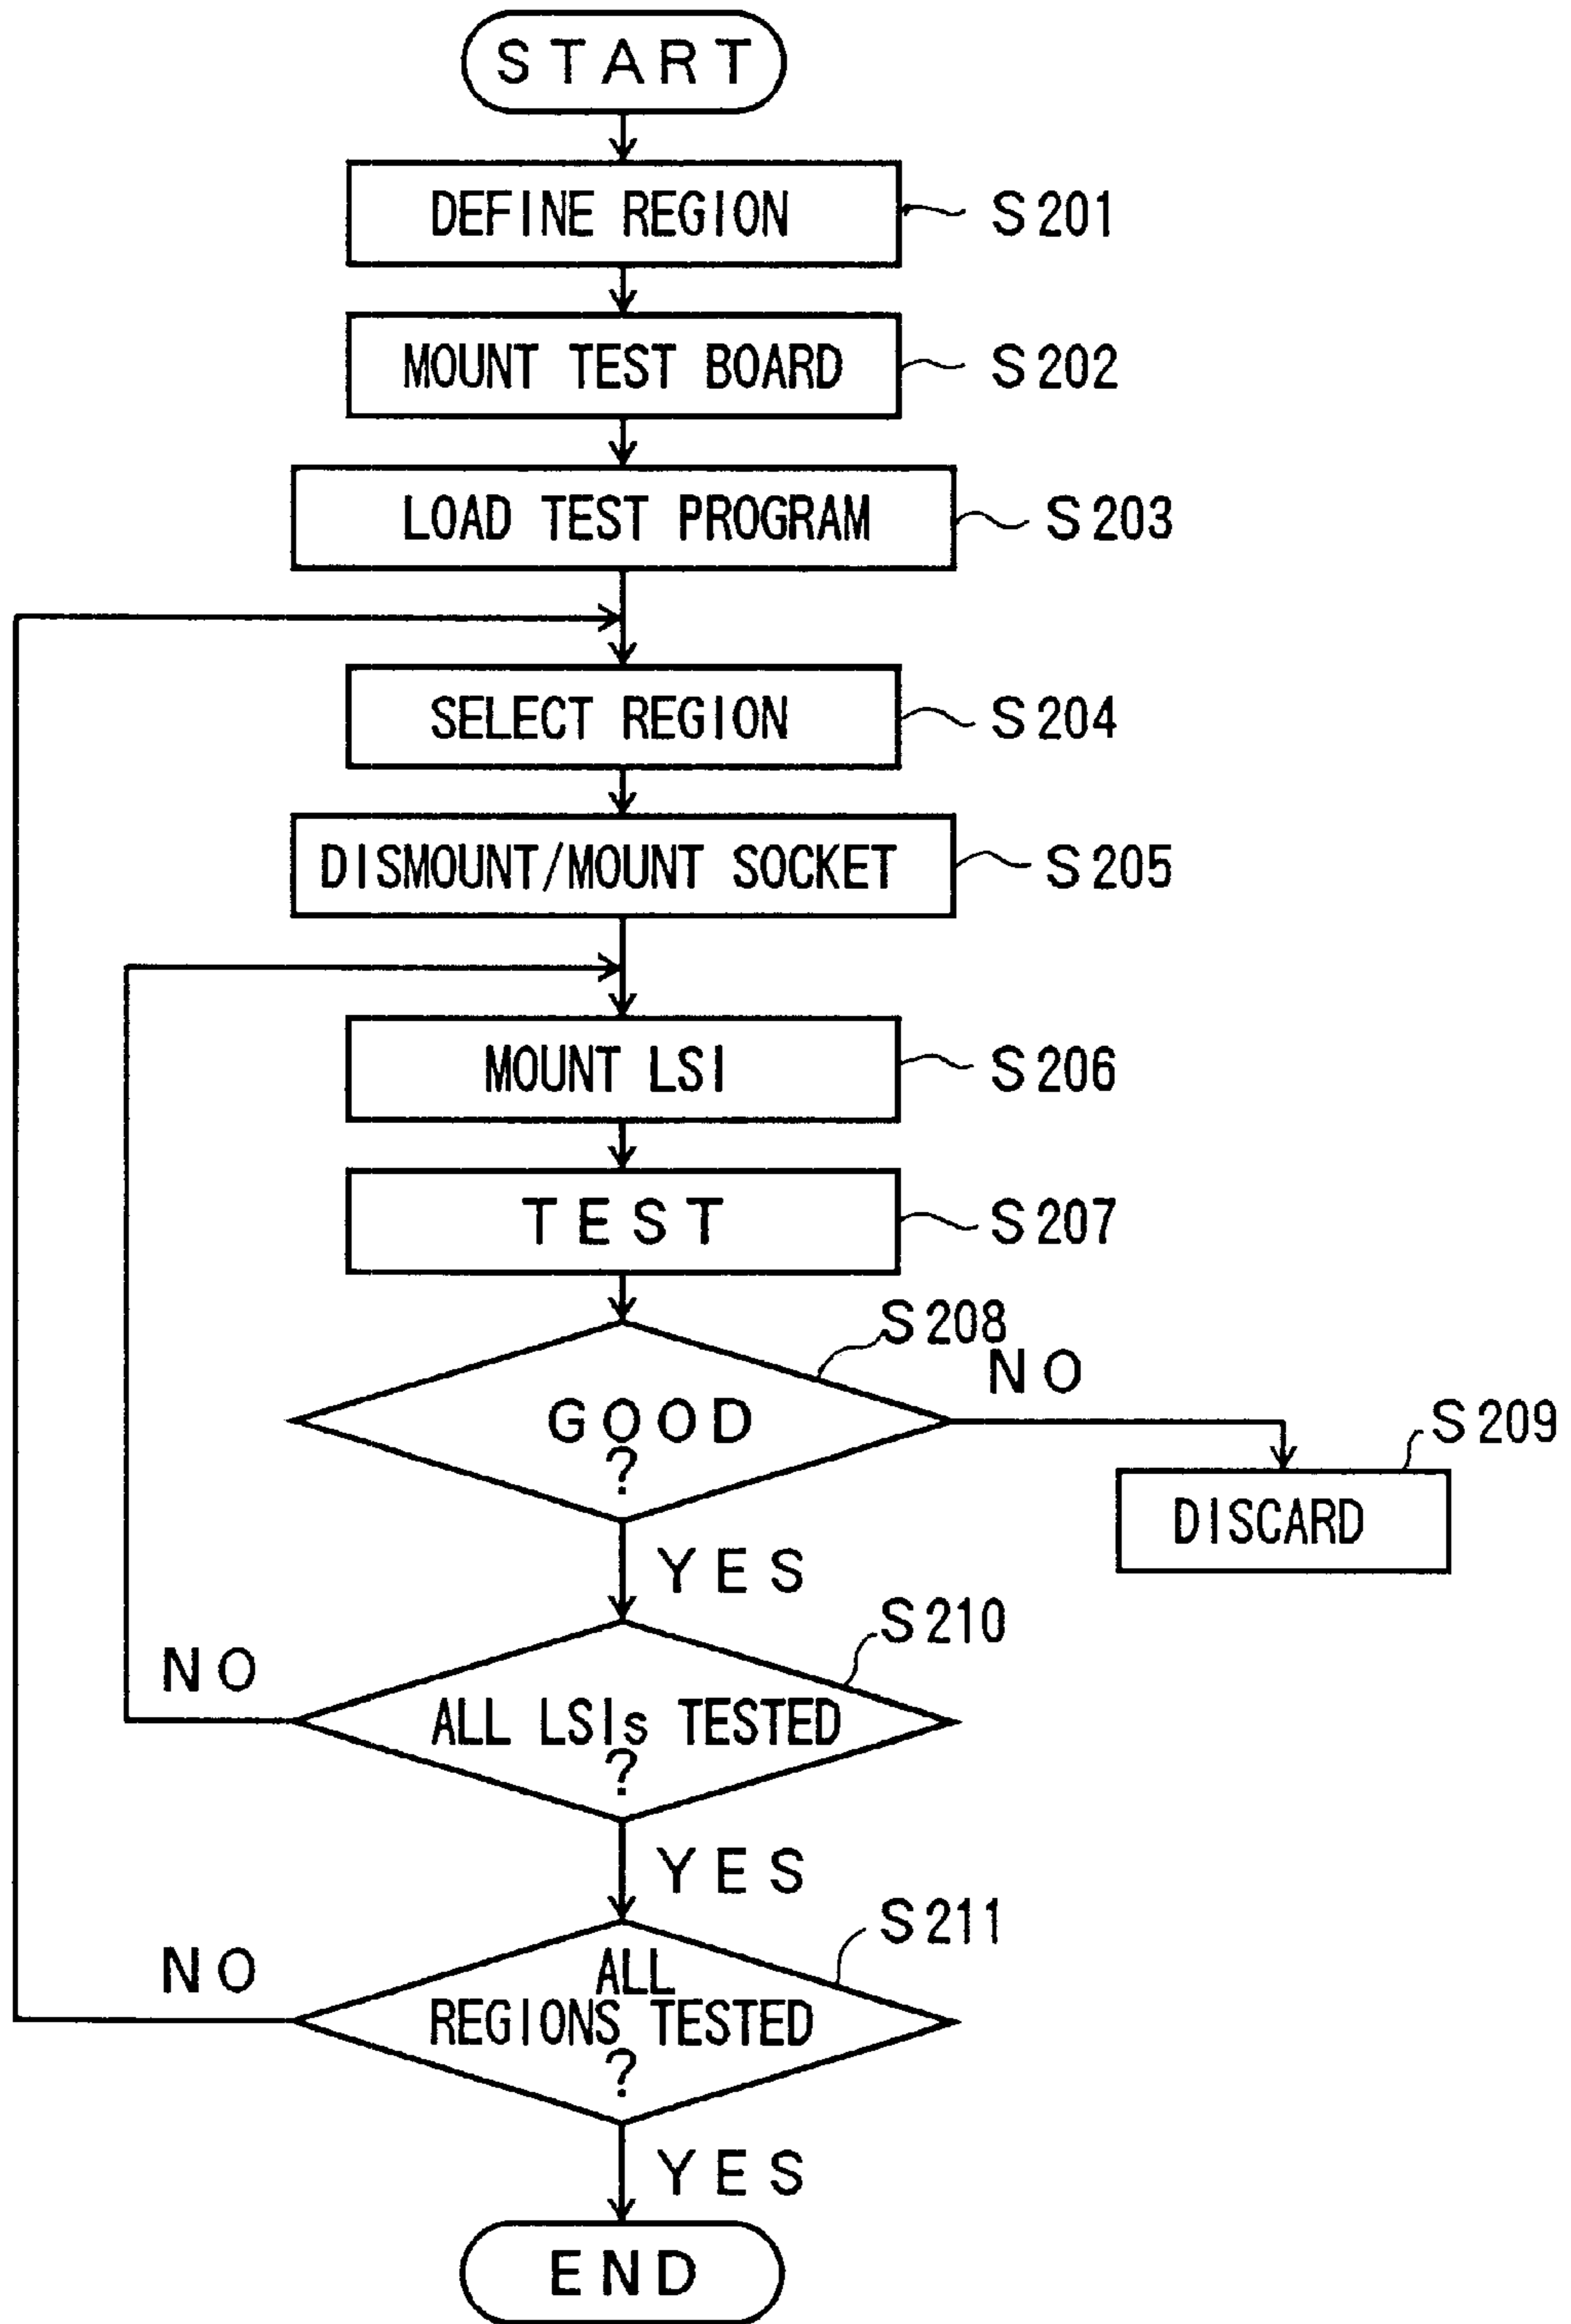 START
DEFINE REGION S201
MOUNT TEST BOARD S202
LOAD TEST PROGRAM S203
SELECT REGION S204
DISMOUNT/MOUNT SOCKET S205
MOUNT LSI S206
TEST S207
S208
NO
GOOD
?
S209
DISCARD
YES
S210
NO
ALL LSIs TESTED
?
YES
S211
NO
ALL
REGIONS TESTED
?
YES
END